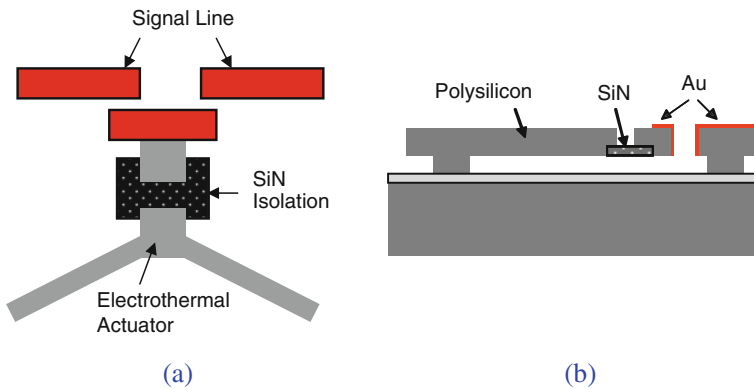 Signal Line
SiN
Isolation
Electrothermal
Actuator
(a)
Polysilicon
SiN
Au
(b)